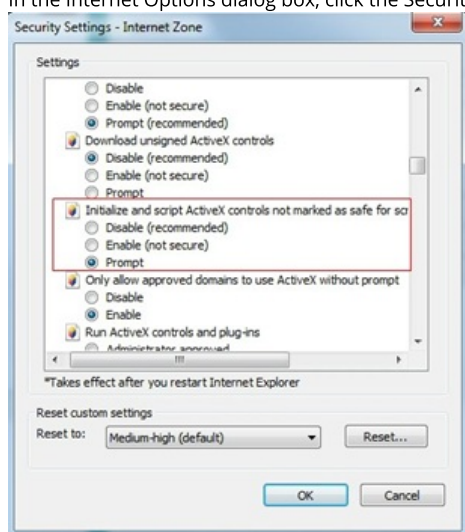 In the Internet Options dialog box, click the Securit
Security Settings - Internet Zone
Settings
Disable
Enable (not secure)
Prompt (recommended)
Download unsigned ActiveX controls
Disable (recommended)
Enable (not secure)
Prompt
Initialize and script ActiveX controls not marked as safe for scr
Disable (recommended)
Enable (not secure)
Prompt
Only allow approved domains to use ActiveX without prompt
Disable
Enable
Run ActiveX controls and plug-ins
Administrator approved
*Takes effect after you restart Internet Explorer
Reset custom settings
Reset to: Medium-high (default) Reset...
OK Cancel